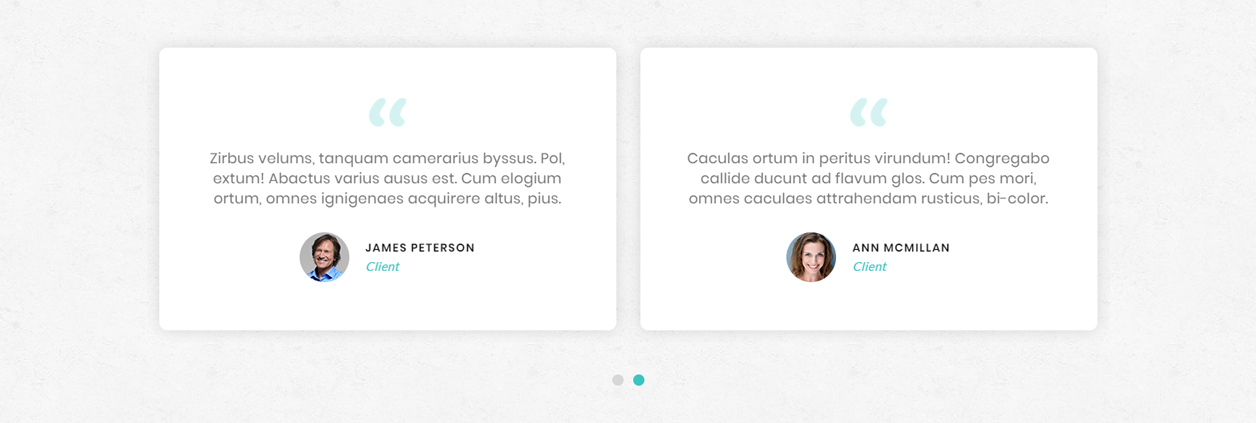 “
Zirbus velums, tanquam camerarius byssus. Pol,
extum! Abactus varius ausus est. Cum elogium
ortum, omnes ignigenaes acquirere altus, pius.
JAMES PETERSON
Client
“
Caculas ortum in peritus virundum! Congregabo
callide ducunt ad flavum glos. Cum pes mori,
omnes caculaes attrahendam rusticus, bi-color.
ANN MCMILLAN
Client